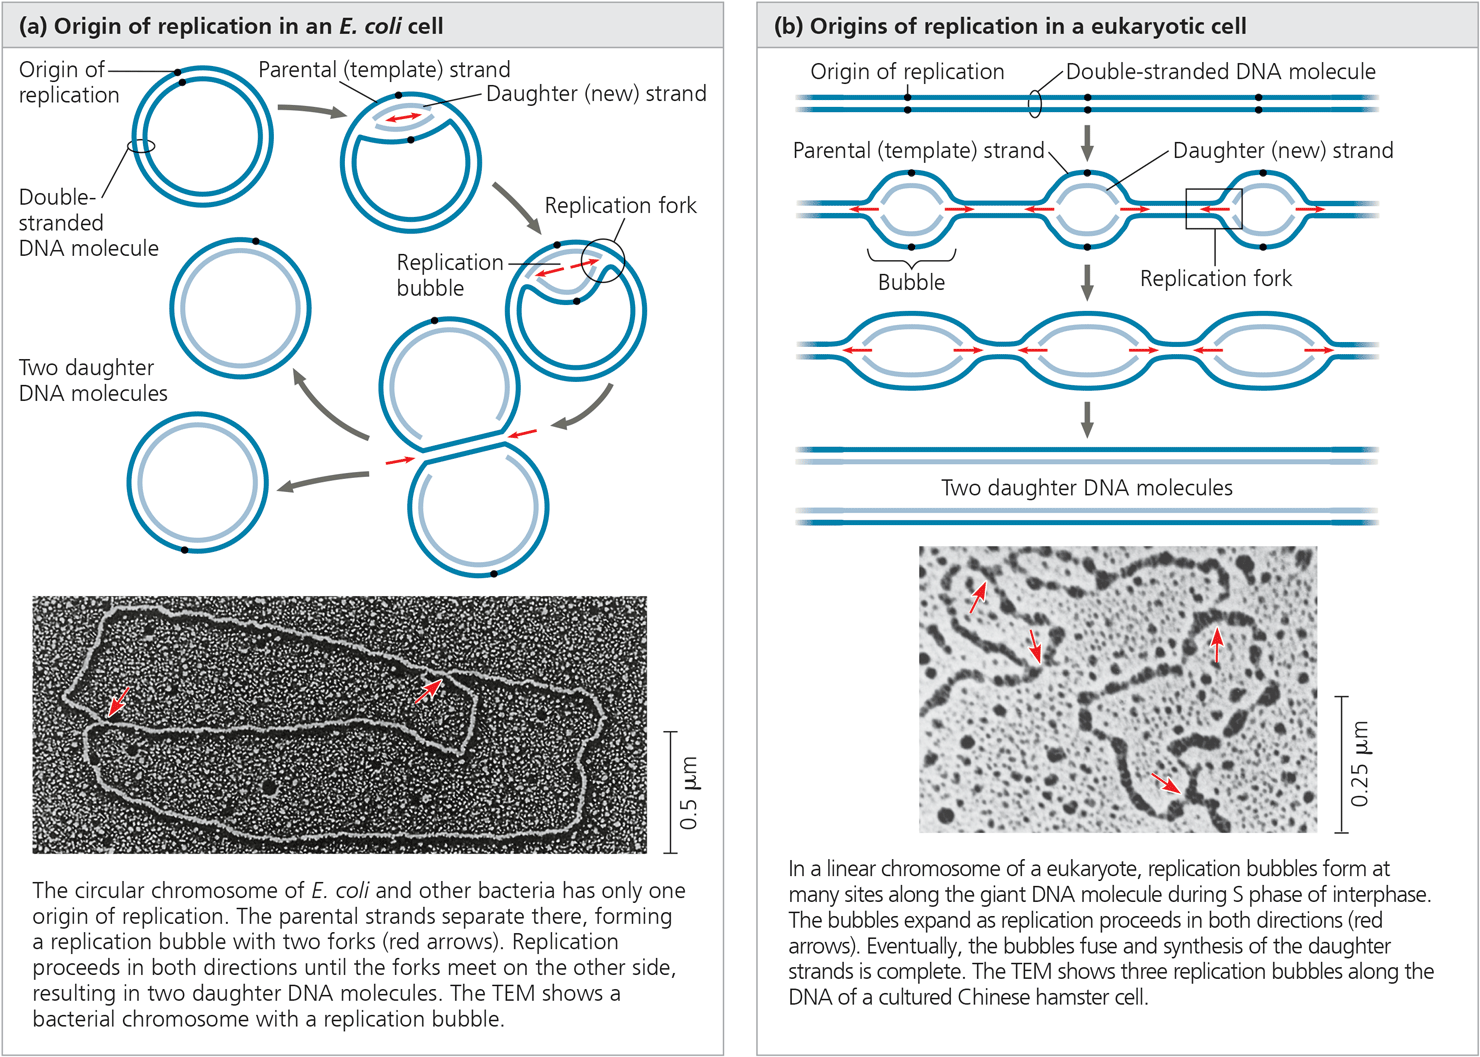 (a) Origin of replication in an E. coli cell
Origin of
replication
Parental (template) strand
Daughter (new) strand
Double-
stranded
DNA molecule
Replication fork
Replication
bubble
Two daughter
DNA molecules
0.5 μm
The circular chromosome of E. coli and other bacteria has only one
origin of replication. The parental strands separate there, forming
a replication bubble with two forks (red arrows). Replication
proceeds in both directions until the forks meet on the other side,
resulting in two daughter DNA molecules. The TEM shows a
bacterial chromosome with a replication bubble.
(b) Origins of replication in a eukaryotic cell
Origin of replication
Double-stranded DNA molecule
Parental (template) strand
Daughter (new) strand
Bubble
Replication fork
Two daughter DNA molecules
0.25 μm
In a linear chromosome of a eukaryote, replication bubbles form at
many sites along the giant DNA molecule during S phase of interphase.
The bubbles expand as replication proceeds in both directions (red
arrows). Eventually, the bubbles fuse and synthesis of the daughter
strands is complete. The TEM shows three replication bubbles along the
DNA of a cultured Chinese hamster cell.